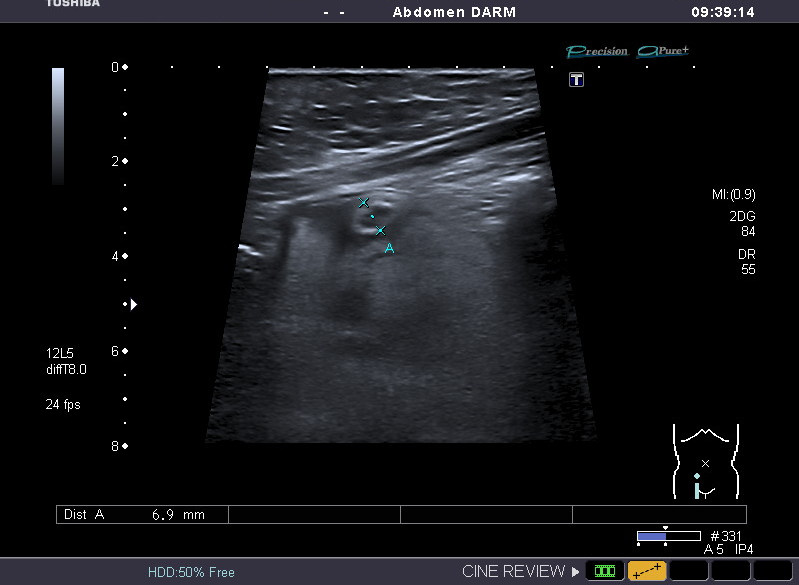 TOSHIBA
- - Abdomen DARM 09:39:14
Precision APure+
T
0
2
4
6
8
A
MI:(0.9)
2DG
84
DR
55
12L5
diffT8.0
24 fps
Dist A 6.9 mm
#331
A 5 IP4
HDD:50% Free
CINE REVIEW